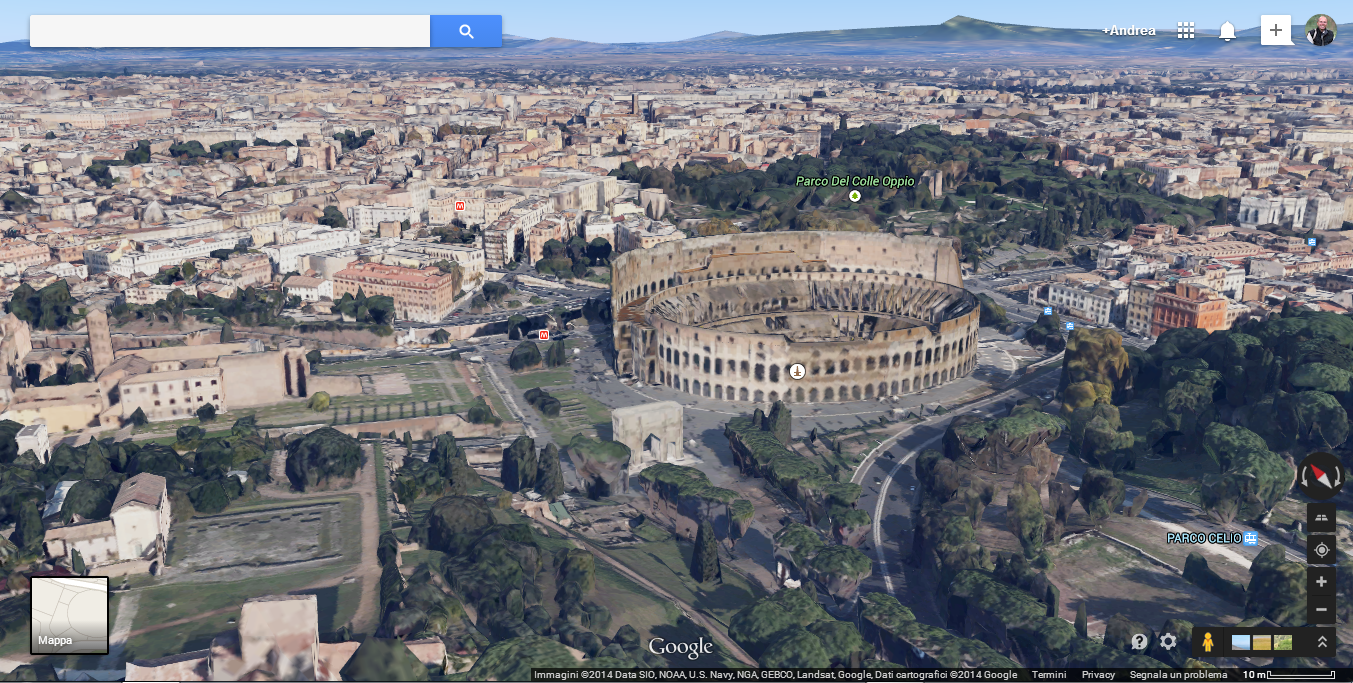 +Andrea
Parco Del Colle Oppio
M
M
PARCO CELIO
Mappa
Google
Immagini ©2014 Data SIO, NOAA, U.S. Navy, NGA, GEBCO, Landsat, Google, Dati cartografici ©2014 Google Termini Privacy Segnala un problema 10 m